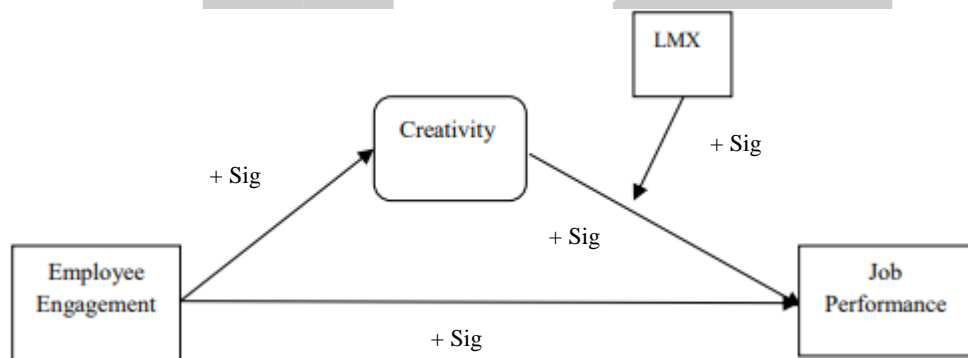 LMX
Creativity
+ Sig
+ Sig
+ Sig
Employee
Engagement
Job
Performance
+ Sig